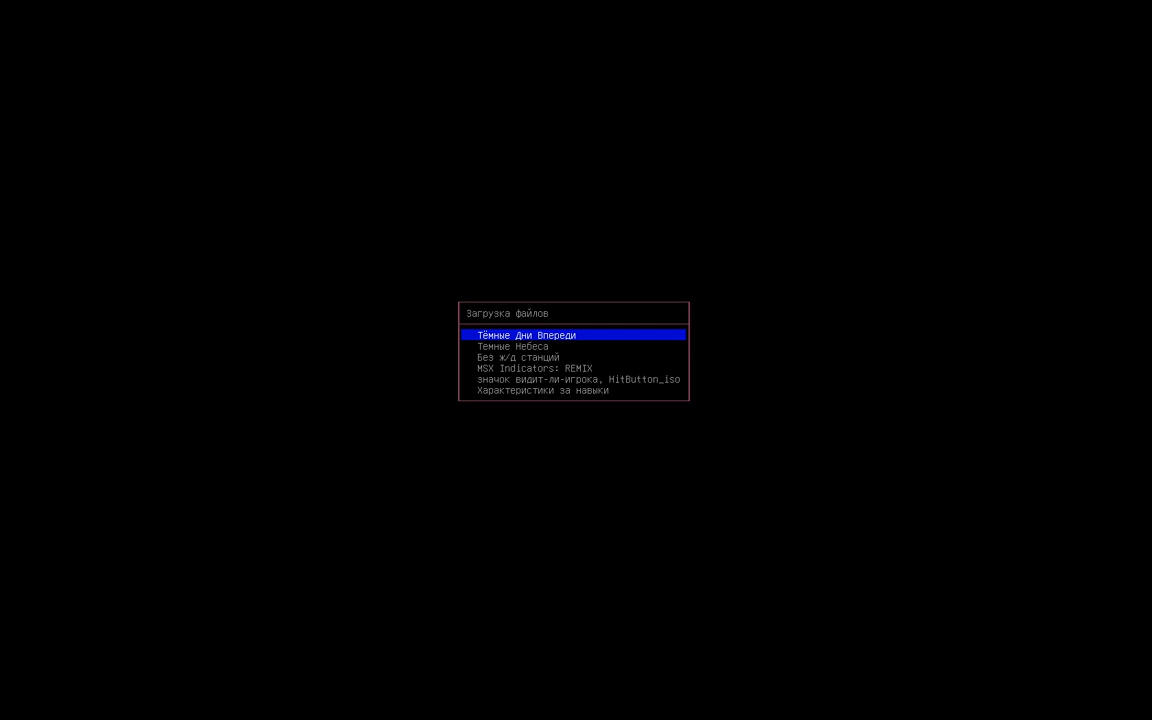 Загрузка файлов
Тёмные Дни Впереди
Темные Небеса
Без ж/д станций
MSX Indicators: REMIX
значок видит-ли-игрока, HitButton_iso
Характеристики за навыки